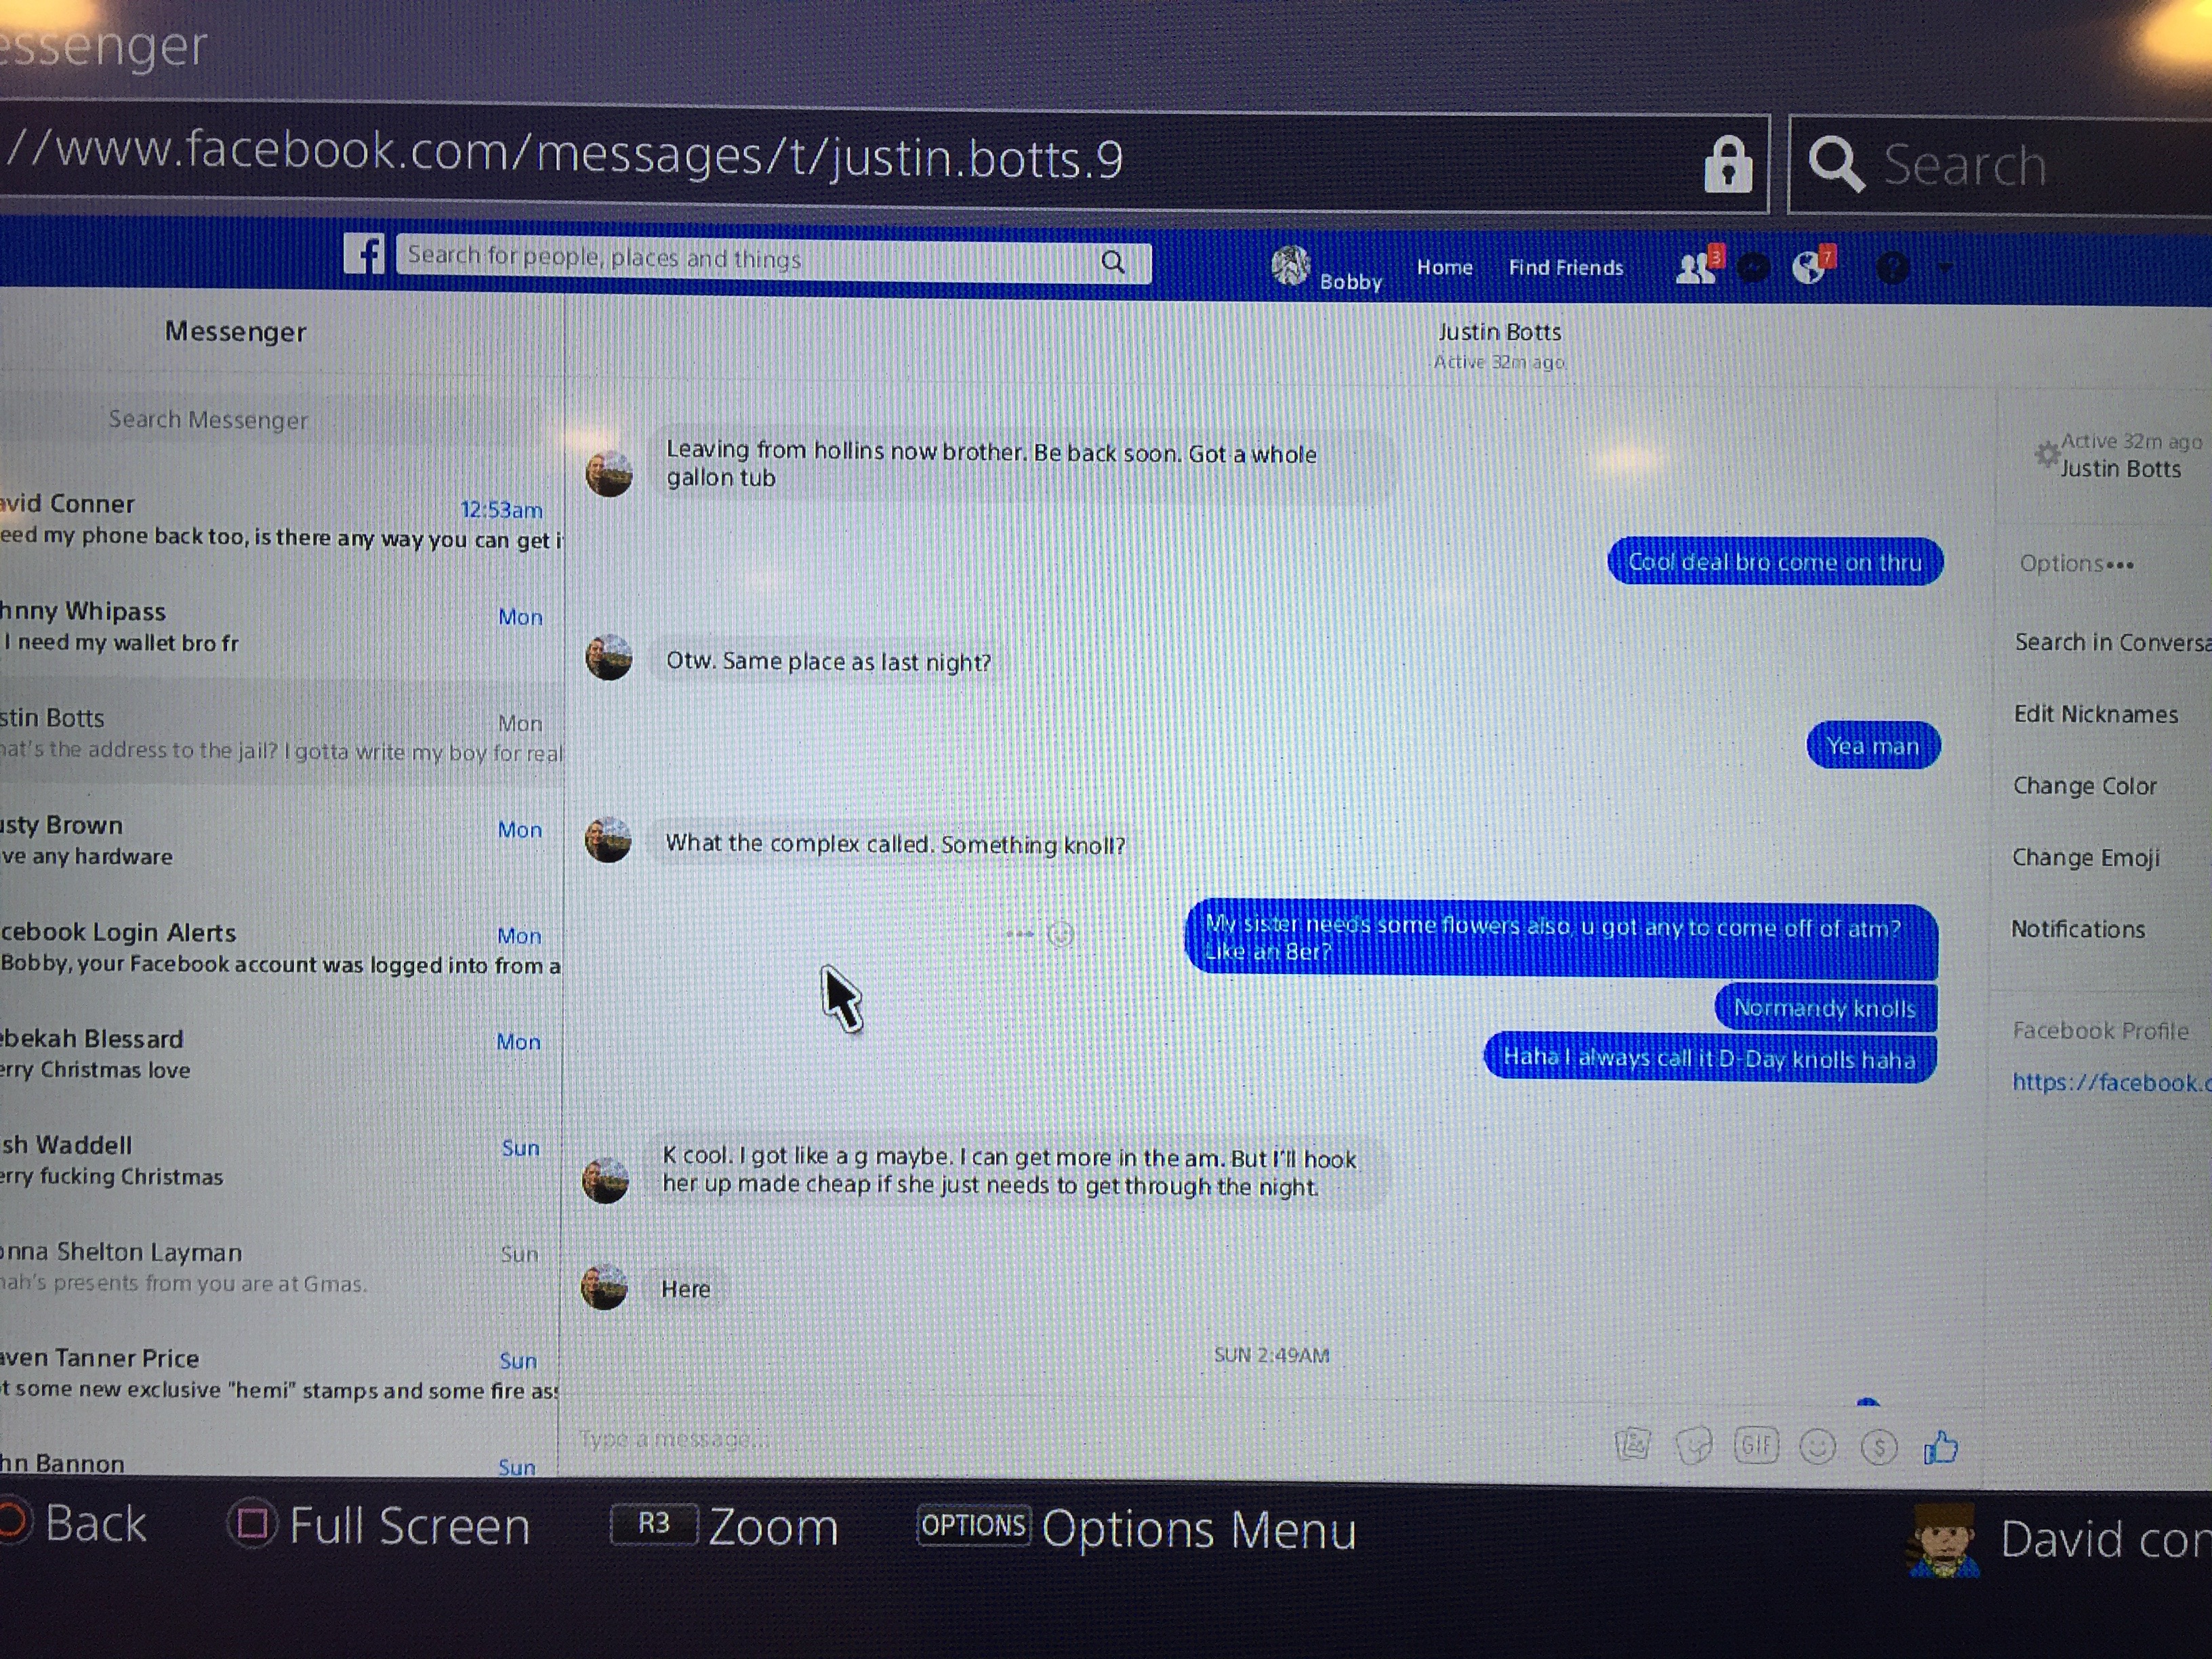 essenger
//www.facebook.com/messages/t/justin.botts.9
Search
f
Search for people, places and things
Bobby
Home
Find Friends
3
7
Messenger
Justin Botts
Active 32m ago
Search Messenger
avid Conner
12:53am
eed my phone back too, is there any way you can get i
hnny Whipass
Mon
I need my wallet bro fr
stin Botts
Mon
hat's the address to the jail? I gotta write my boy for real
usty Brown
Mon
ve any hardware
cebook Login Alerts
Mon
Bobby, your Facebook account was logged into from a
ebekah Blessard
Mon
erry Christmas love
sh Waddell
Sun
erry fucking Christmas
onna Shelton Layman
Sun
nah's presents from you are at Gmas.
aven Tanner Price
Sun
t some new exclusive "hemi" stamps and some fire ass
hn Bannon
Sun
Leaving from hollins now brother. Be back soon. Got a whole
gallon tub
Cool deal bro come on thru
Otw. Same place as last night?
Yea man
What the complex called. Something knoll?
My sister needs some flowers also, u got any to come off of atm?
Like an 8er?
Normandy knolls
Haha I always call it D-Day knolls haha
K cool. I got like a g maybe. I can get more in the am. But I'll hook
her up made cheap if she just needs to get through the night.
Here
SUN 2:49AM
Type a message...
GIF
$
Active 32m ago
Justin Botts
Options•••
Search in Conversa
Edit Nicknames
Change Color
Change Emoji
Notifications
Facebook Profile
https://facebook.c
Back
Full Screen
R3
Zoom
OPTIONS
Options Menu
David con